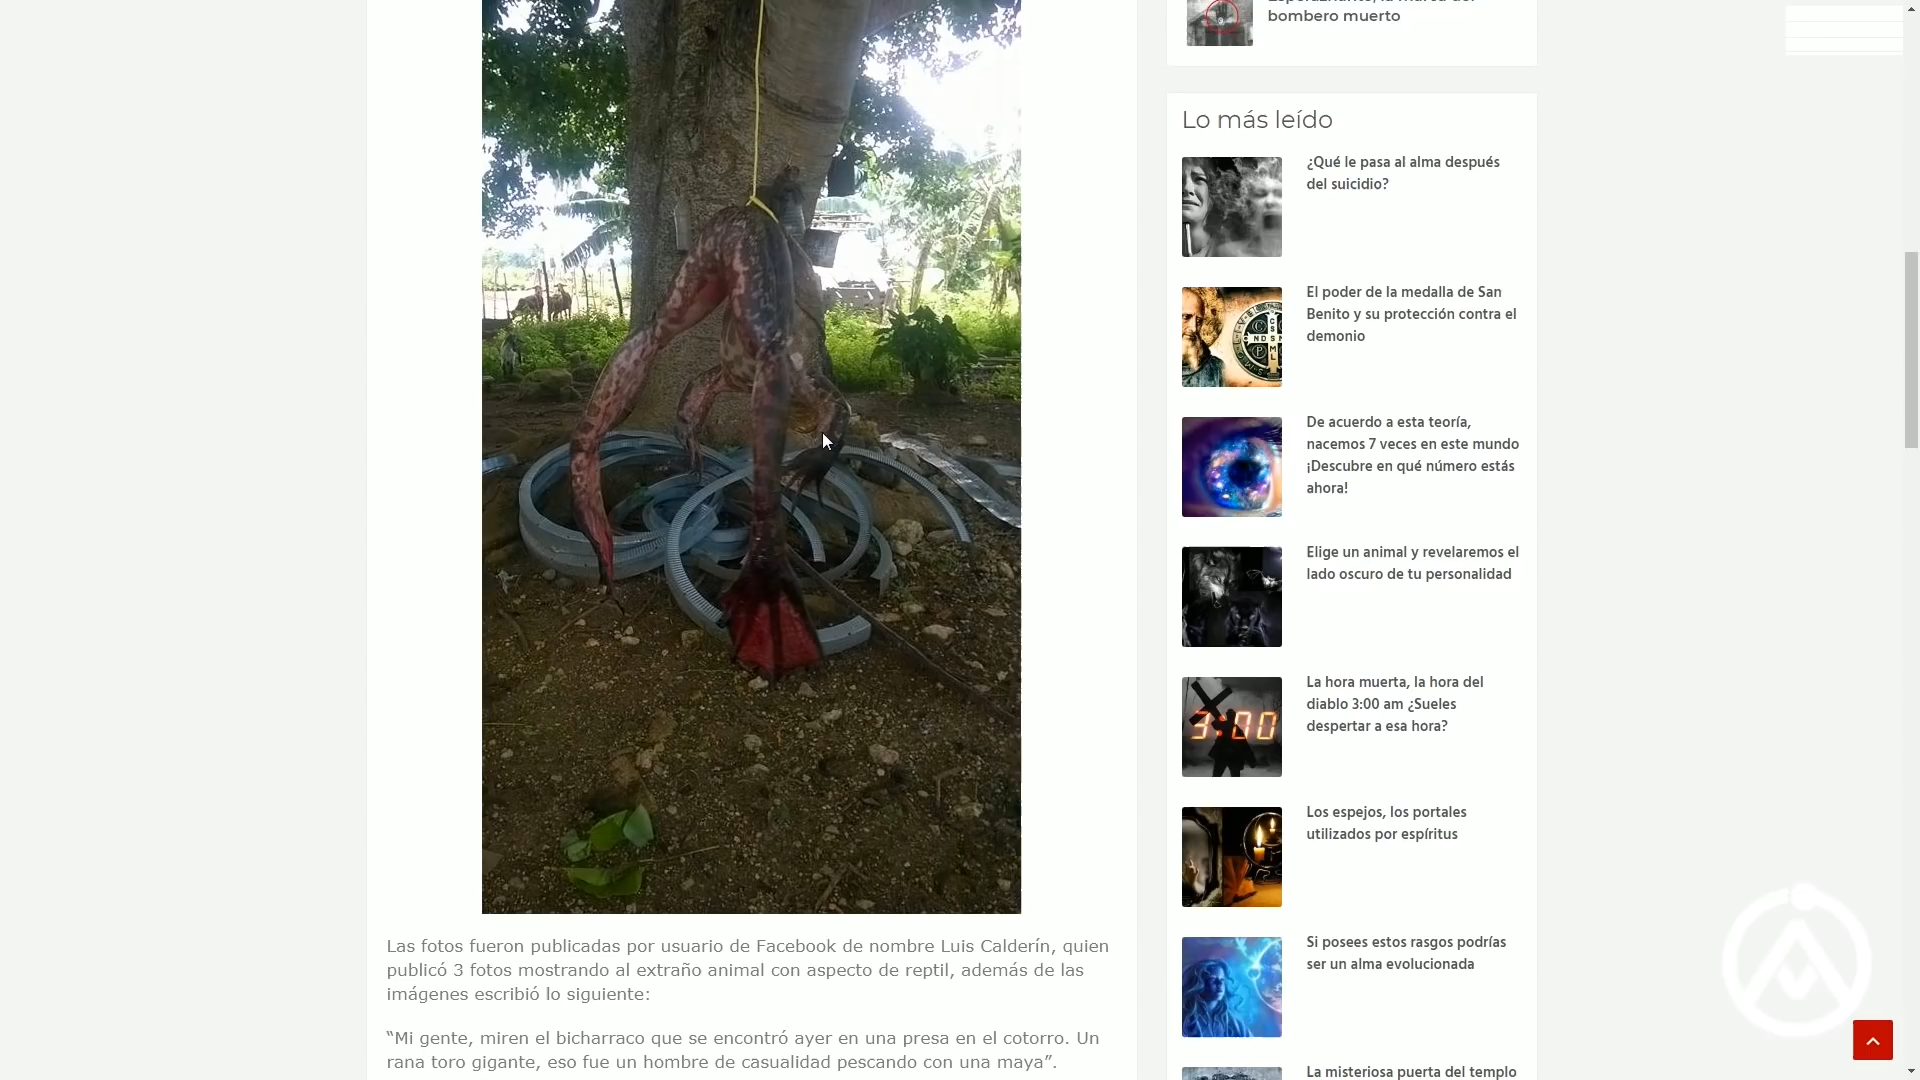 bombero muerto
Lo más leído
¿Qué le pasa al alma después
del suicidio?
El poder de la medalla de San
Benito y su protección contra el
demonio
De acuerdo a esta teoría,
nacemos 7 veces en este mundo
¡Descubre en qué número estás
ahora!
Elige un animal y revelaremos el
lado oscuro de tu personalidad
3:00
La hora muerta, la hora del
diablo 3:00 am ¿Sueles
despertar a esa hora?
Los espejos, los portales
utilizados por espíritus
Si posees estos rasgos podrías
ser un alma evolucionada
La misteriosa puerta del templo
Las fotos fueron publicadas por usuario de Facebook de nombre Luis Calderín, quien
publicó 3 fotos mostrando al extraño animal con aspecto de reptil, además de las
imágenes escribió lo siguiente:
“Mi gente, miren el bicharraco que se encontró ayer en una presa en el cotorro. Un
rana toro gigante, eso fue un hombre de casualidad pescando con una maya”.